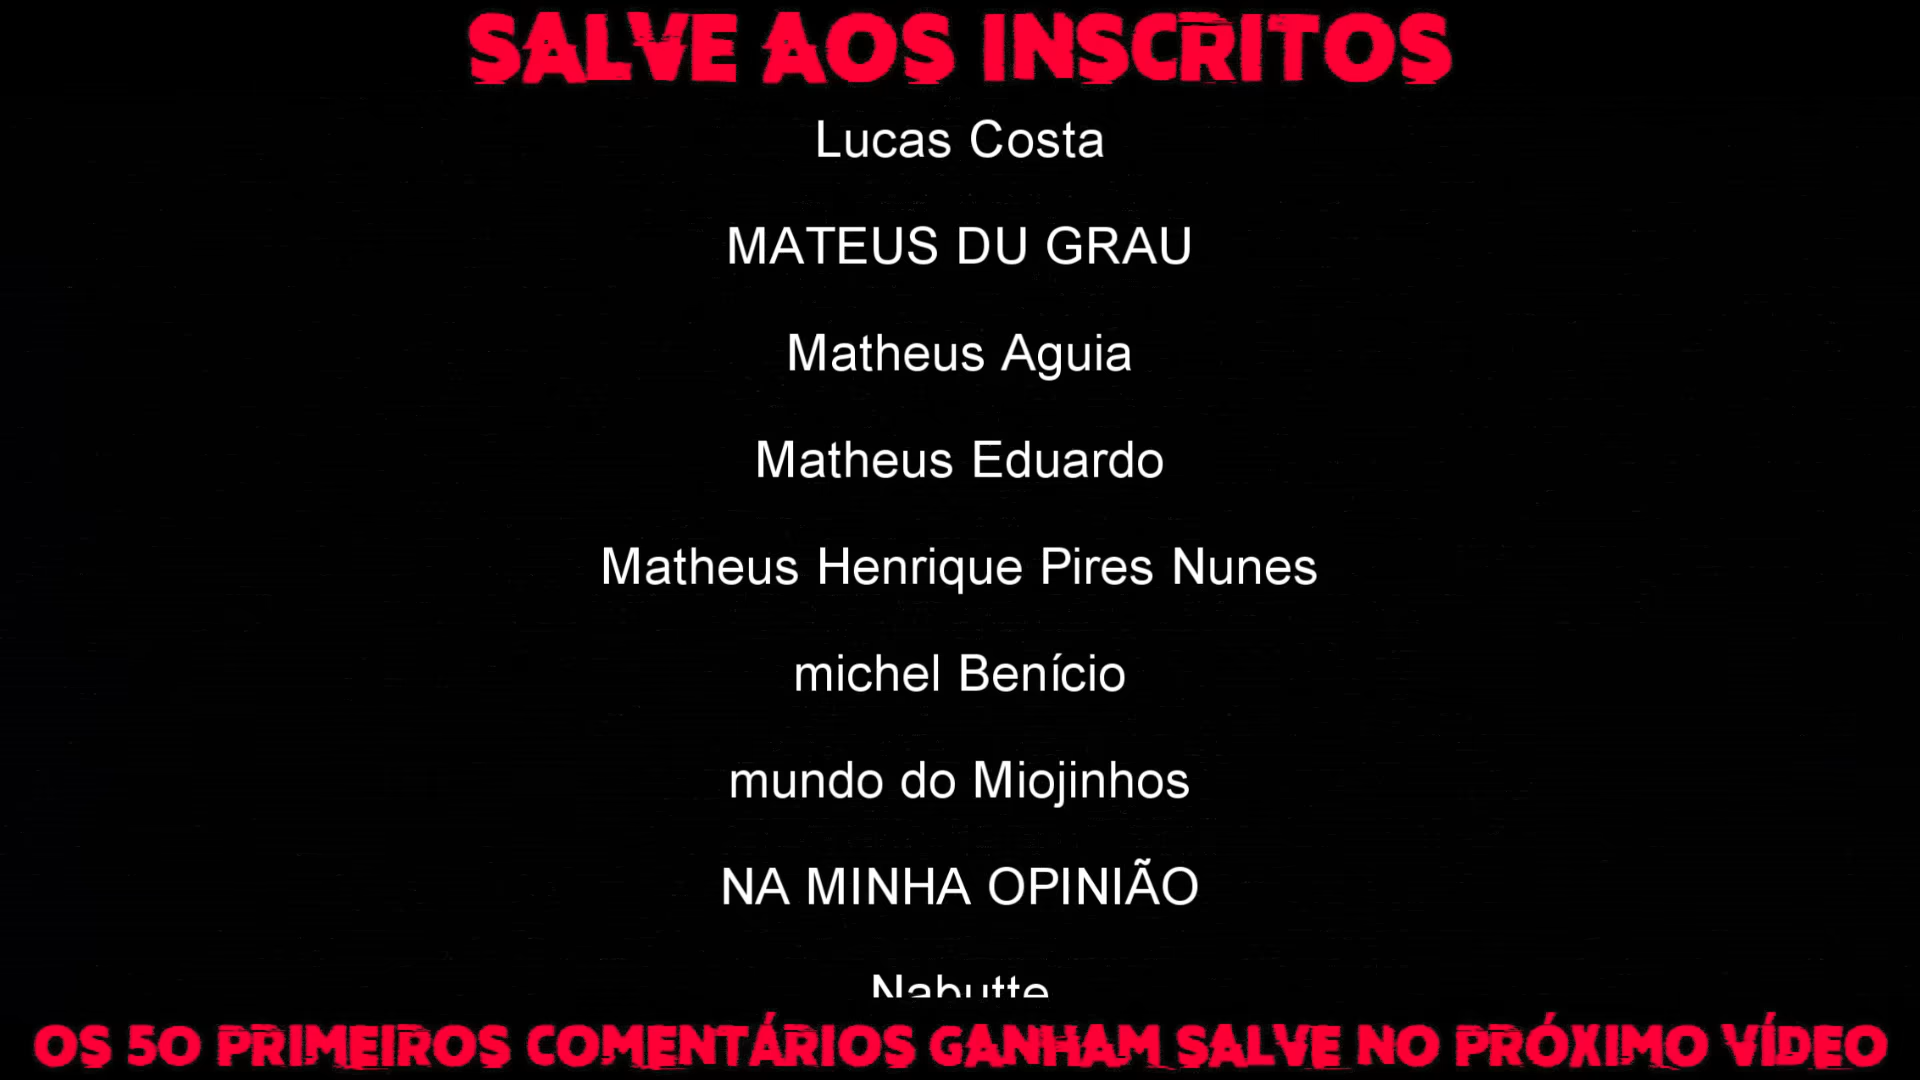 SALVE AOS INSCRITOS
Lucas Costa
MATEUS DU GRAU
Matheus Aguia
Matheus Eduardo
Matheus Henrique Pires Nunes
michel Benício
mundo do Miojinhos
NA MINHA OPINIÃO
Nabutte
OS 50 PRIMEIROS COMENTÁRIOS GANHAM SALVE NO PRÓXIMO VÍDEO